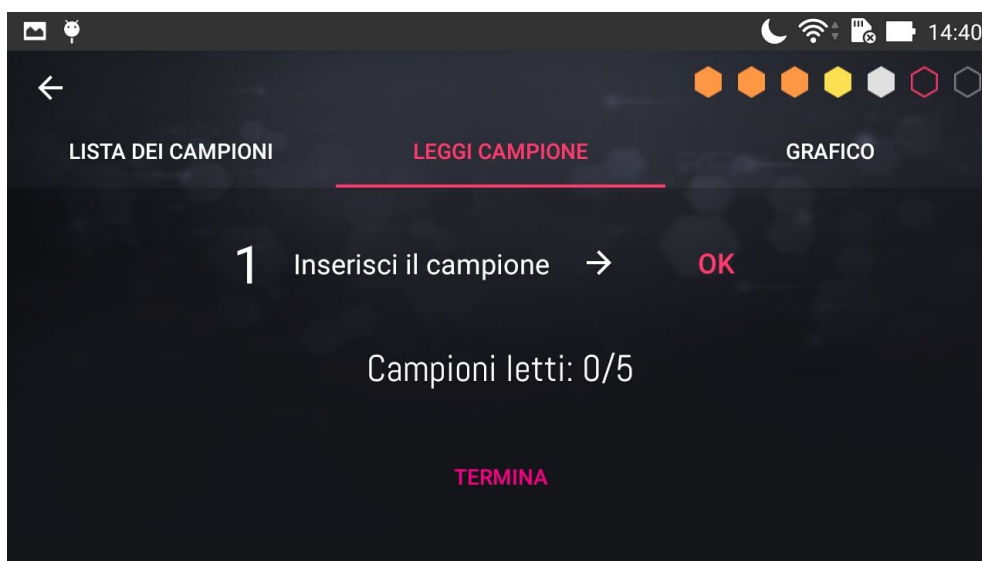 14:40
LISTA DEI CAMPIONI LEGGI CAMPIONE GRAFICO
1 Inserisci il campione → OK
Campioni letti: 0/5
TERMINA